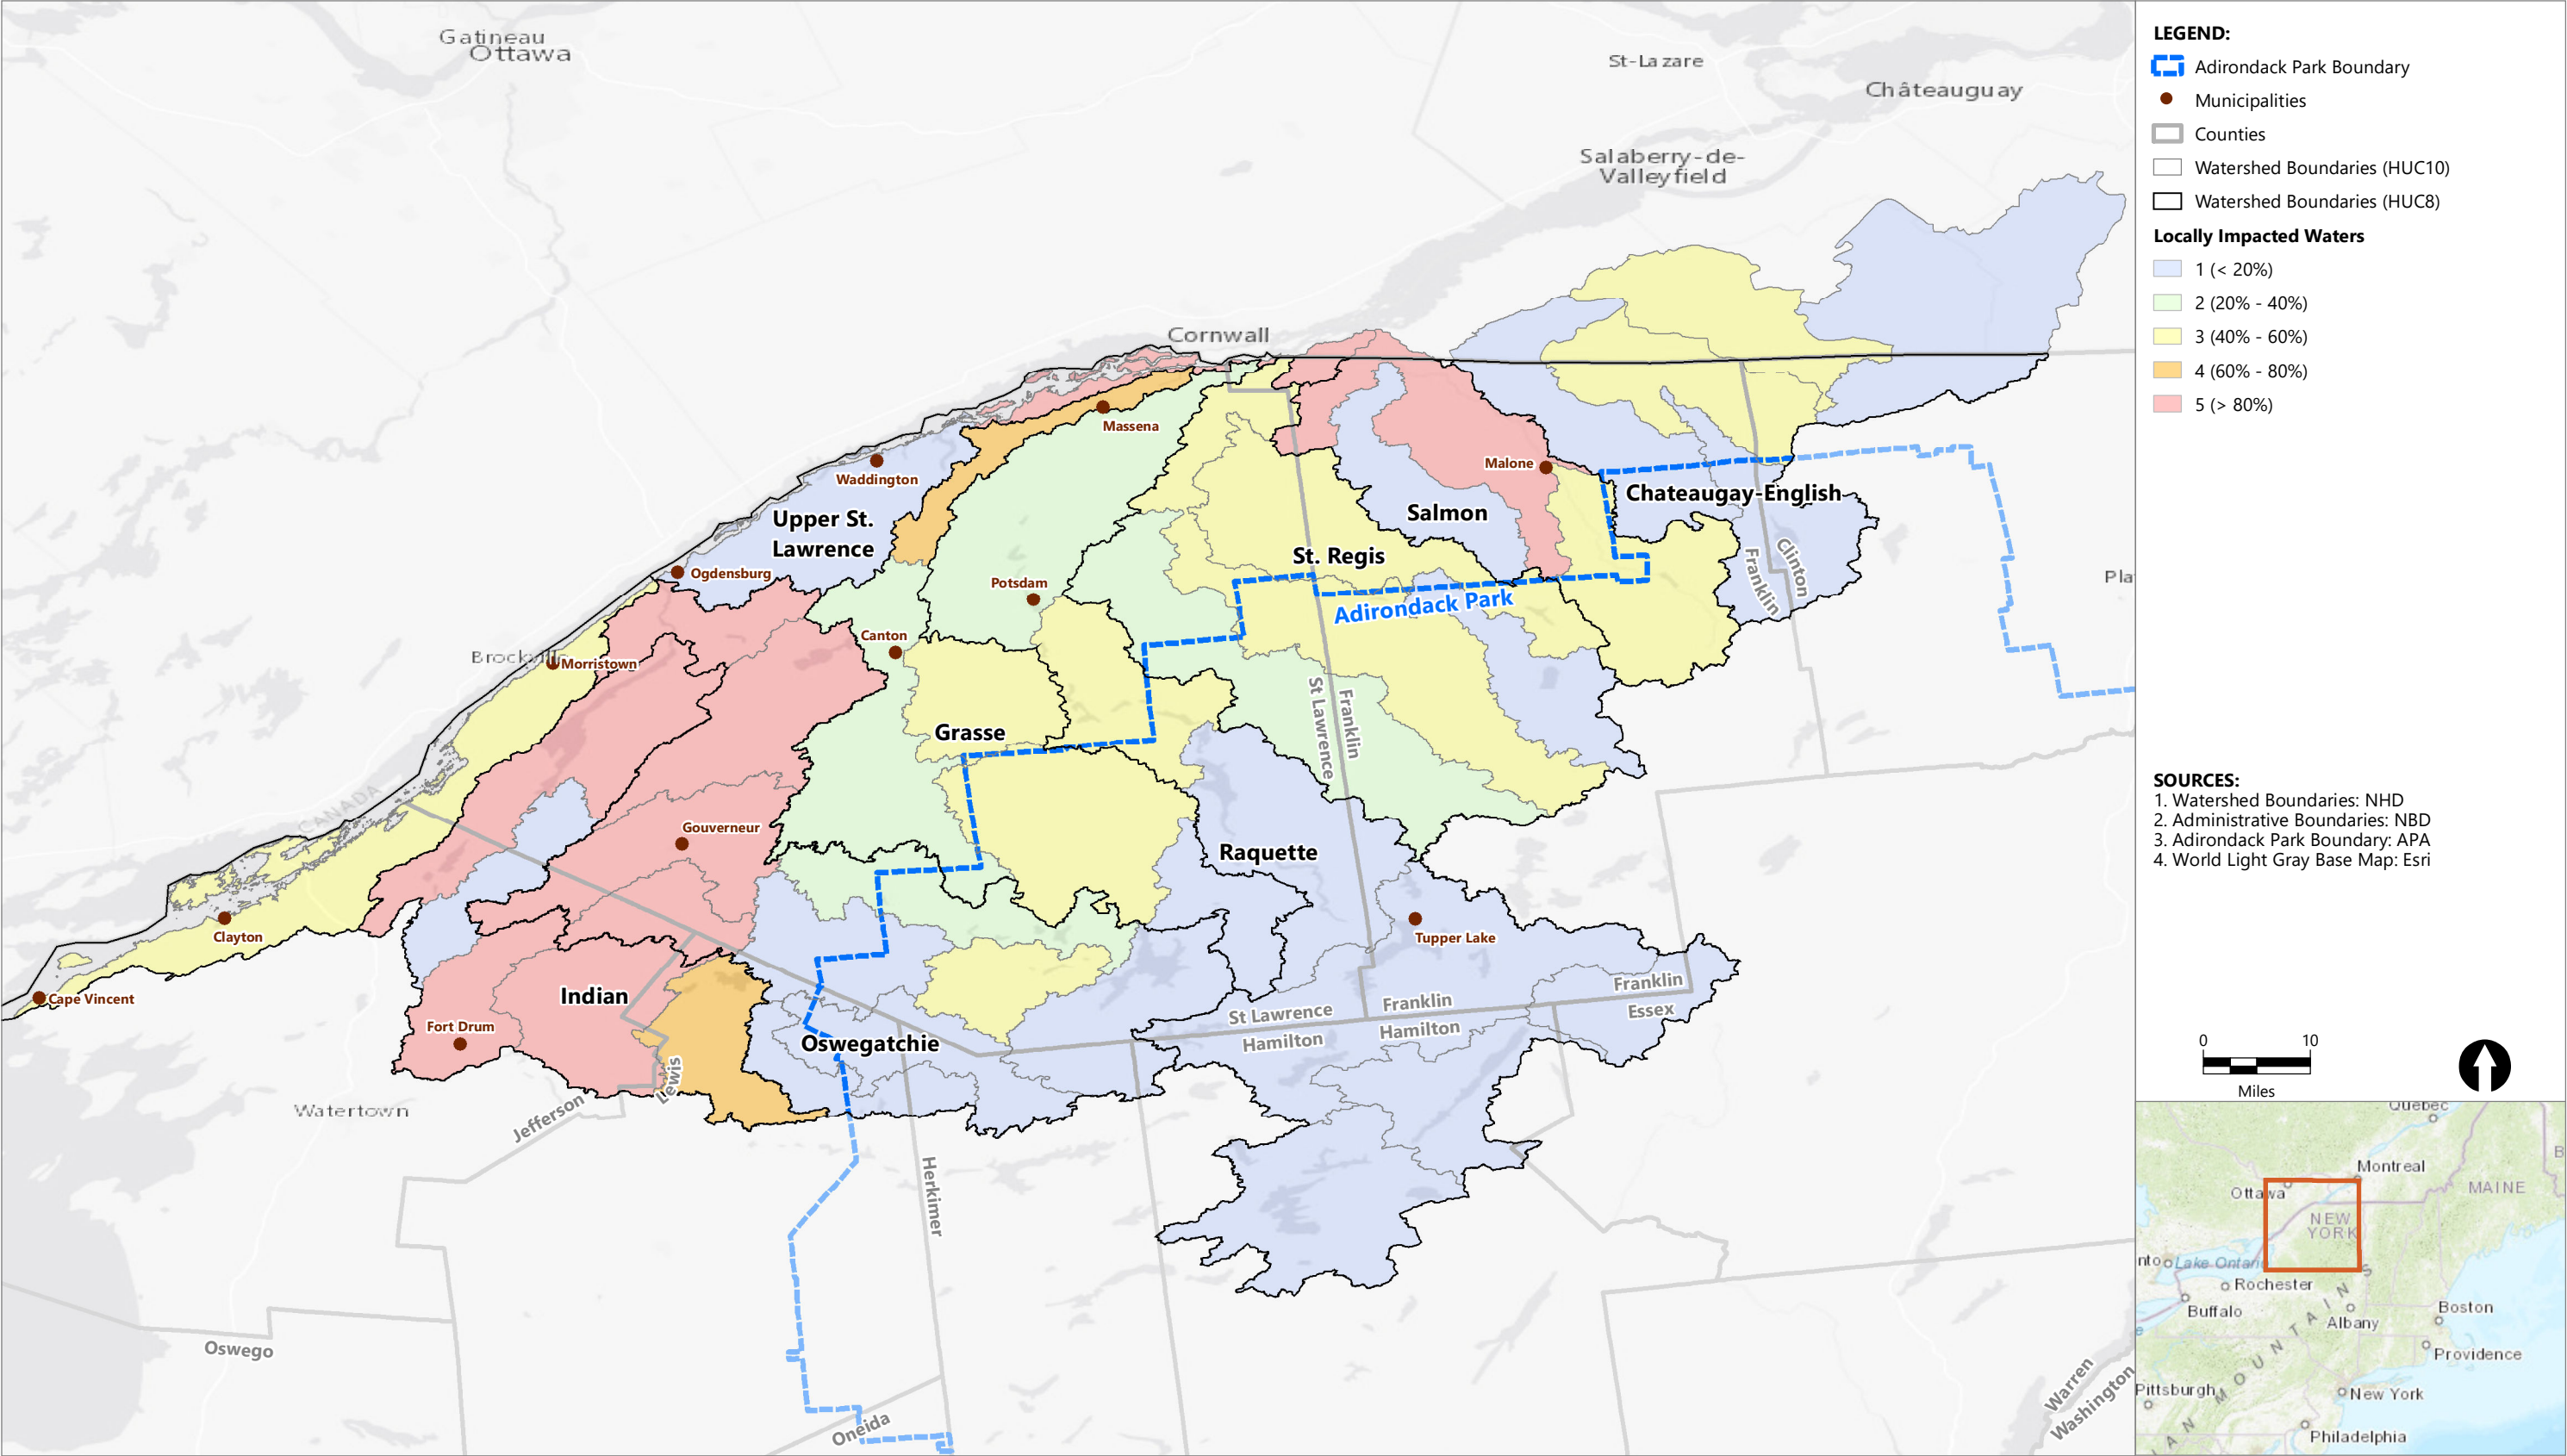 Gatineau
Ottawa
St-Lazare
Châteauguay
Salaberry-de-
Valleyfield
Cornwall
Massena
Waddington
Malone
Upper St.
Lawrence
Salmon
Chateaugay-English
St. Regis
Ogdensburg
Potsdam
Adirondack Park
Franklin
Clinton
Canton
Brockville
Morristown
St Lawrence
Franklin
Grasse
CANADA
Gouverneur
Raquette
Clayton
Tupper Lake
Cape Vincent
Indian
Fort Drum
Oswegatchie
St Lawrence
Hamilton
Franklin
Hamilton
Franklin
Essex
Watertown
Jefferson
Lewis
Herkimer
Oswego
Oneida
Warren
Washington
Pla
LEGEND:
Adirondack Park Boundary
Municipalities
Counties
Watershed Boundaries (HUC10)
Watershed Boundaries (HUC8)
Locally Impacted Waters
1 (< 20%)
2 (20% - 40%)
3 (40% - 60%)
4 (60% - 80%)
5 (> 80%)
SOURCES:
1. Watershed Boundaries: NHD
2. Administrative Boundaries: NBD
3. Adirondack Park Boundary: APA
4. World Light Gray Base Map: Esri
0 10
Miles
Quebec
Montreal
Ottawa
MAINE
NEW
YORK
nto
Lake Ontari
Rochester
Buffalo
Albany
Boston
Providence
Pittsburgh
New York
Philadelphia
AN MOUNTAINS